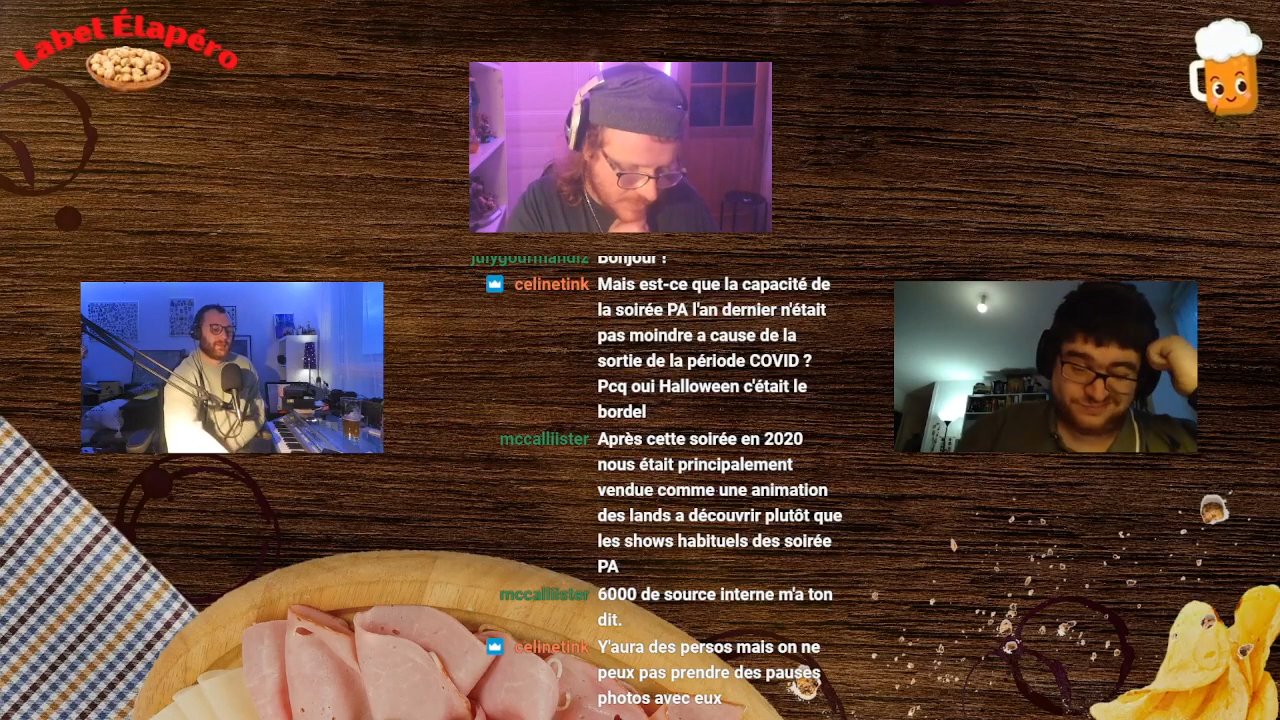 Label Élapéro
julygourmandiz Bonjour !
celinetink Mais est-ce que la capacité de
la soirée PA l'an dernier n'était
pas moindre a cause de la
sortie de la période COVID ?
Pcq oui Halloween c'était le
bordel
mccallister Après cette soirée en 2020
nous était principalement
vendue comme une animation
des lands a découvrir plutôt que
les shows habituels des soirée
PA
mccallister 6000 de source interne m'a ton
dit.
celinetink Y'aura des persos mais on ne
peux pas prendre des pauses
photos avec eux